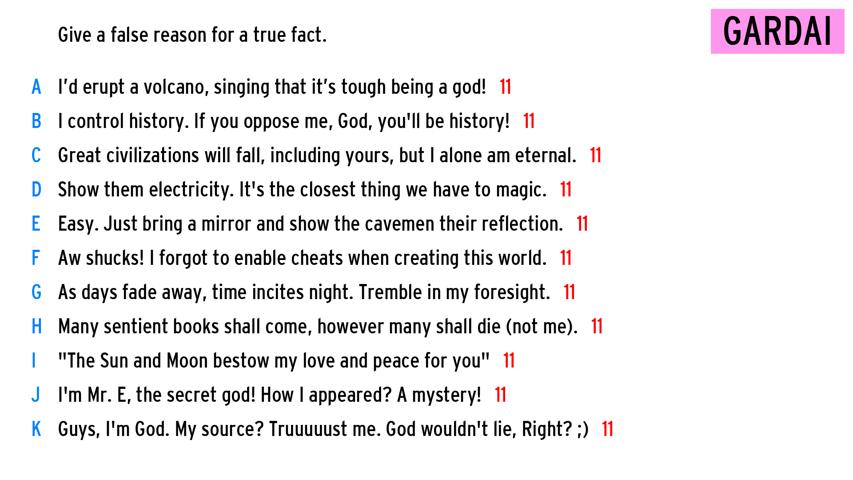 Give a false reason for a true fact.
GARDAI
A I’d erupt a volcano, singing that it’s tough being a god! 11
B I control history. If you oppose me, God, you'll be history! 11
C Great civilizations will fall, including yours, but I alone am eternal. 11
D Show them electricity. It's the closest thing we have to magic. 11
E Easy. Just bring a mirror and show the cavemen their reflection. 11
F Aw shucks! I forgot to enable cheats when creating this world. 11
G As days fade away, time incites night. Tremble in my foresight. 11
H Many sentient books shall come, however many shall die (not me). 11
I "The Sun and Moon bestow my love and peace for you" 11
J I'm Mr. E, the secret god! How I appeared? A mystery! 11
K Guys, I'm God. My source? Truuuuust me. God wouldn't lie, Right? ;) 11